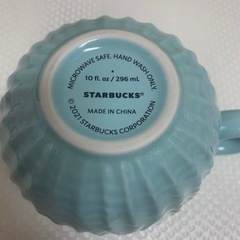 MICROWAVE SAFE. HAND WASH ONLY.
10 fl. oz / 296 mL
STARBUCKS®
MADE IN CHINA
© 2021 STARBUCKS CORPORATION